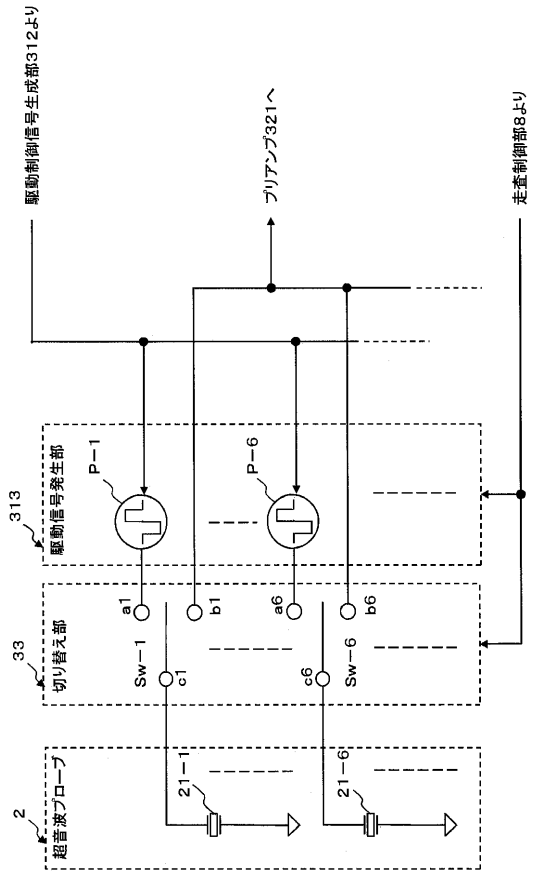 駆動制御信号生成部312より
プリアンプ321へ
走査制御部8より
313
駆動信号発生部
P-1
P-6
33
切り替え部
a1
b1
Sw-1
c1
a6
b6
Sw-6
c6
2
超音波プローブ
21-1
21-6